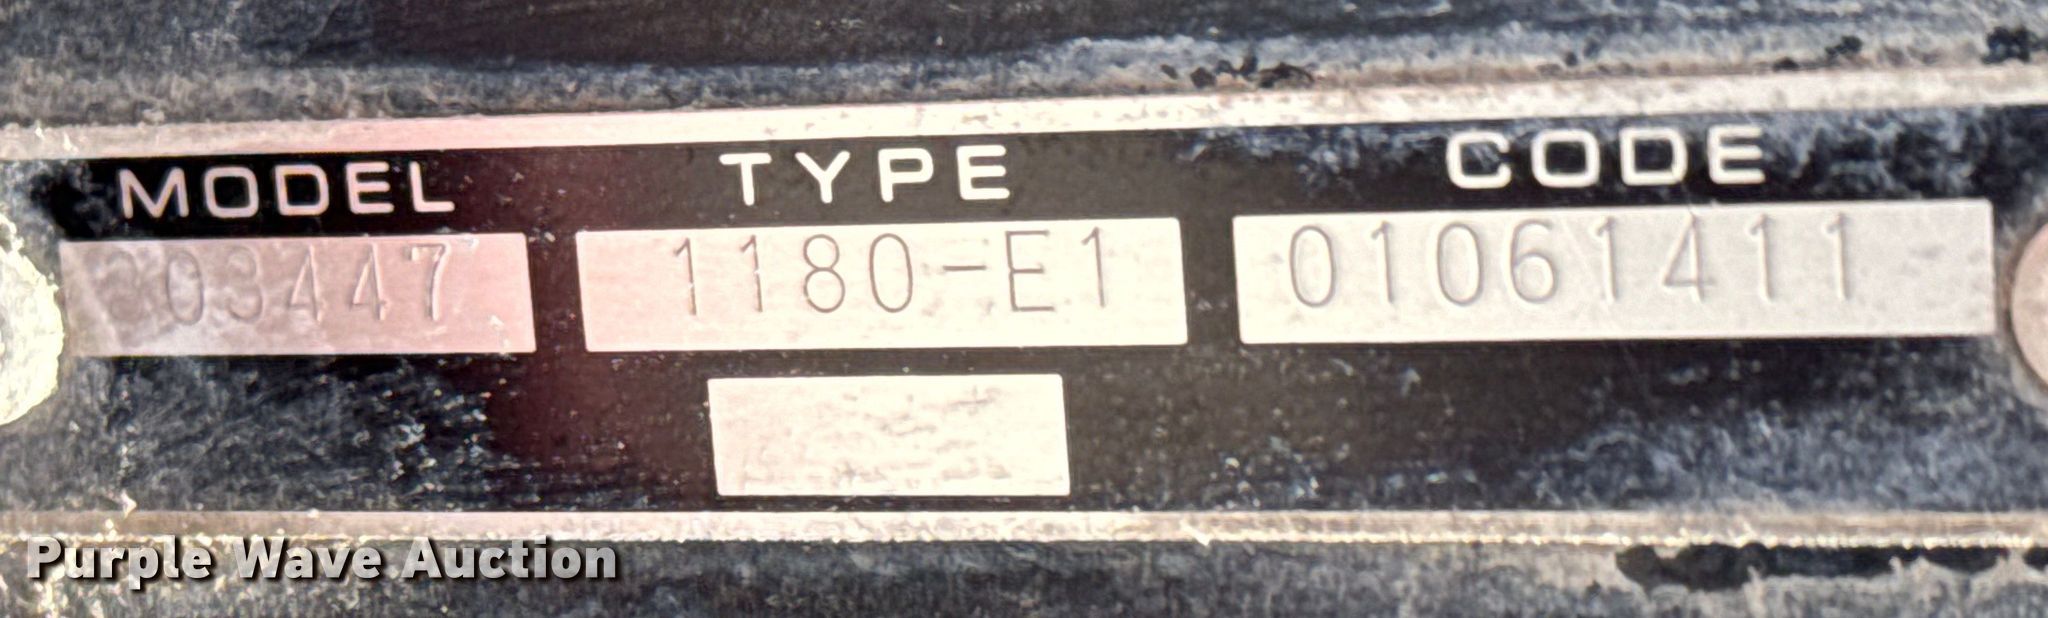 MODEL TYPE CODE
303447 1180-E1 01061411
Purple Wave Auction